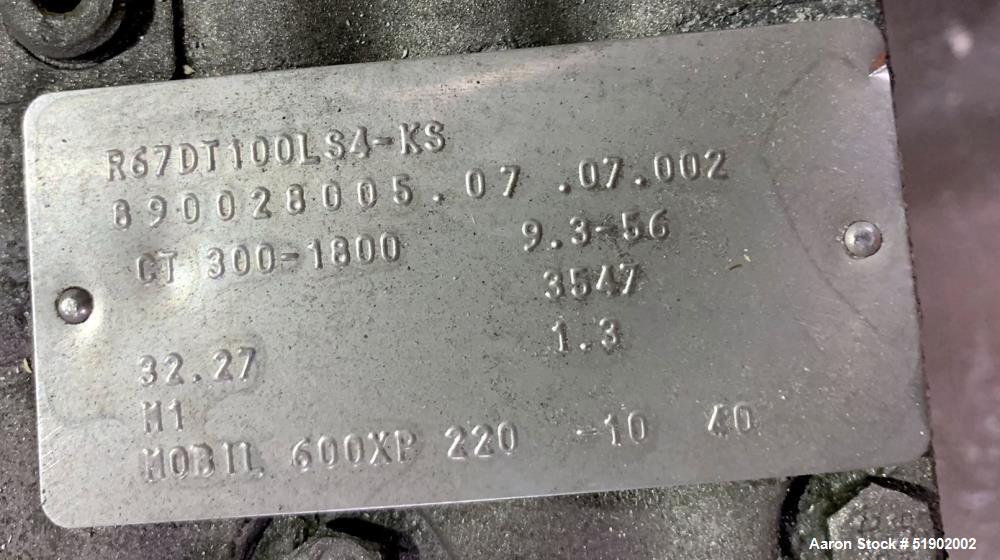 R67DT100LS4-KS
890028005.07 .07.002
CT 300-1800 9.3-56
3547
1.3
32.27
M1
MOBIL 600XP 220 -10 40
Aaron Stock # 51902002